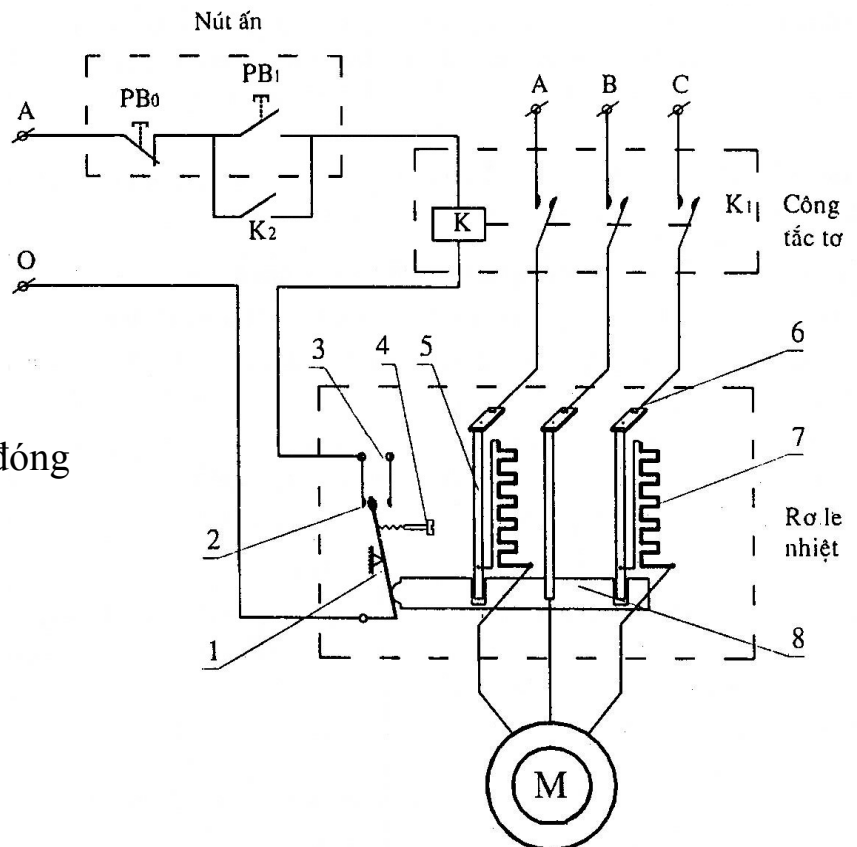 Nút ấn
PB0
PB1
A
K2
O
A
B
C
K
K1
Công
tắc tơ
3
4
5
6
đóng
7
2
Rơ le
nhiệt
1
8
M